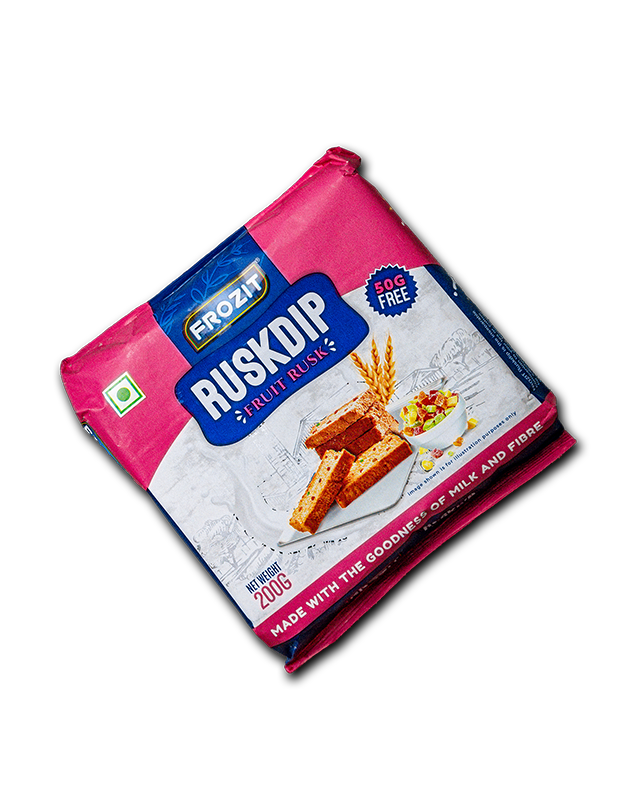 FROZIT
RUSKDIP
FRUIT RUSK
50G
FREE
image shown is for illustration purposes only
NET WEIGHT
200G
MADE WITH THE GOODNESS OF MILK AND FIBRE